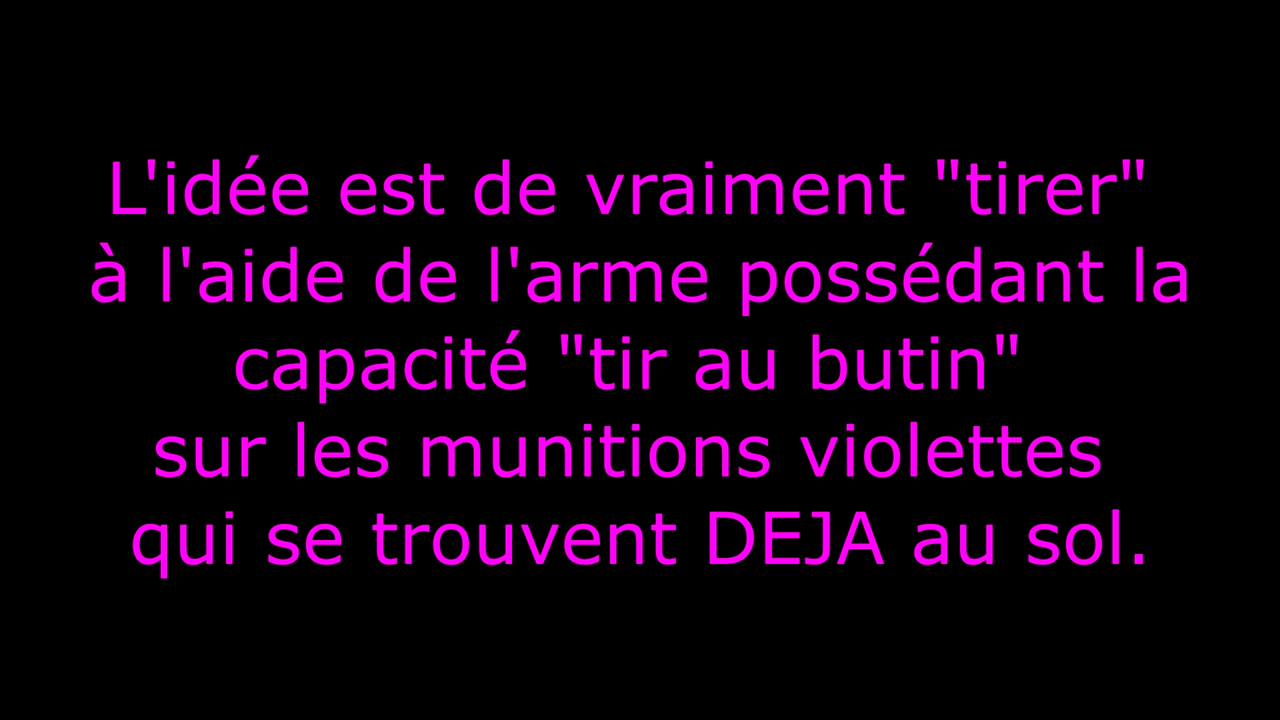 L'idée est de vraiment "tirer"
à l'aide de l'arme possédant la
capacité "tir au butin"
sur les munitions violettes
qui se trouvent DEJA au sol.